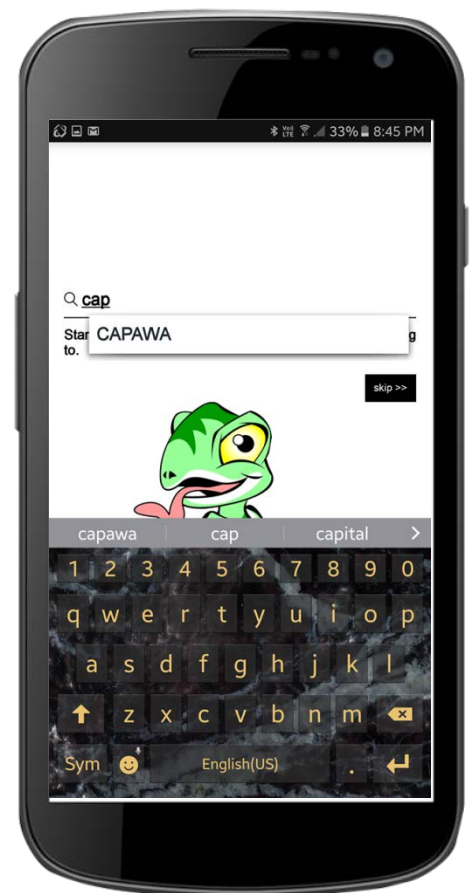 VoLTE 33% 8:45 PM
cap
CAPAWA
Star g
to.
skip >>
capawa cap capital >
1 2 3 4 5 6 7 8 9 0
q w e r t y u i o p
a s d f g h j k l
z x c v b n m
Sym English(US) .